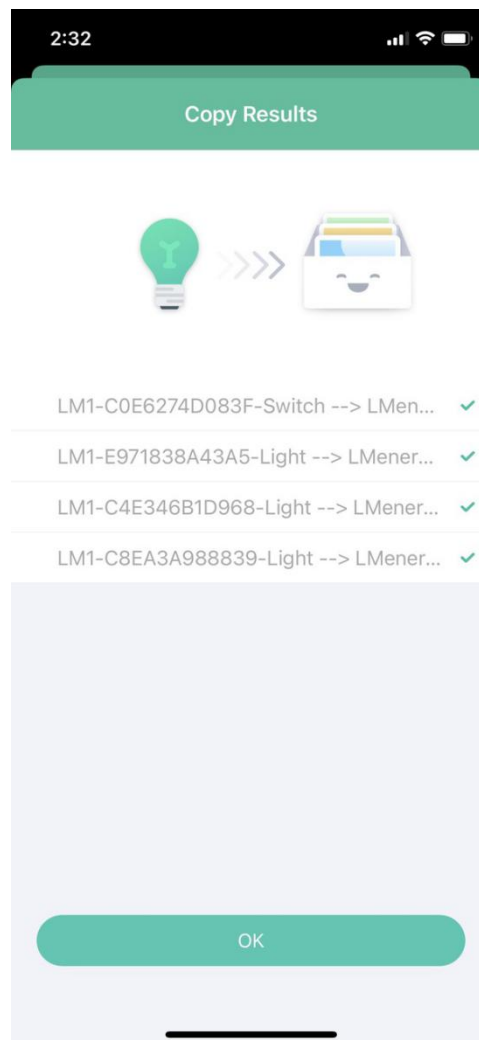 2:32
Copy Results
LM1-C0E6274D083F-Switch --> LMen...
LM1-E971838A43A5-Light --> LMener...
LM1-C4E346B1D968-Light --> LMener...
LM1-C8EA3A988839-Light --> LMener...
OK